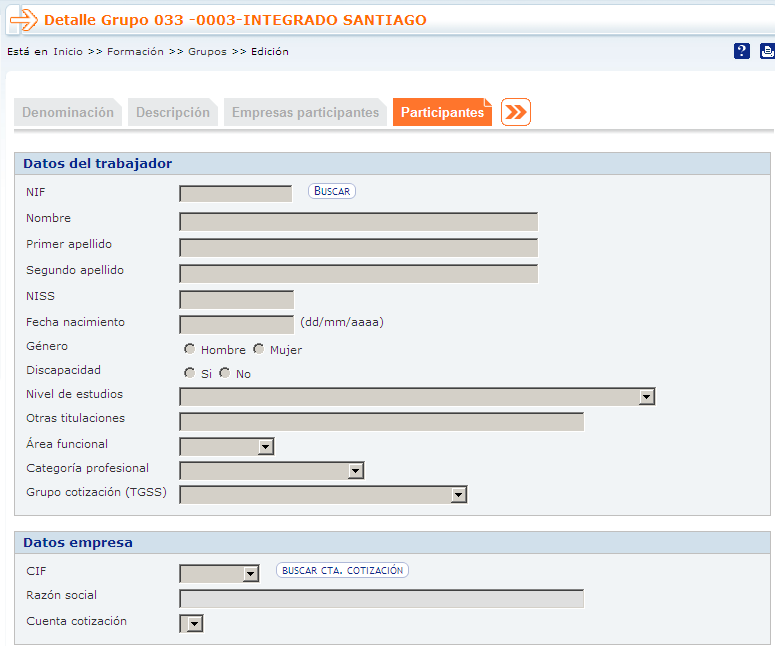 Detalle Grupo 033 -0003-INTEGRADO SANTIAGO
Está en Inicio >> Formación >> Grupos >> Edición
?
Denominación Descripción Empresas participantes Participantes
Datos del trabajador
NIF BUSCAR
Nombre
Primer apellido
Segundo apellido
NISS
Fecha nacimiento (dd/mm/aaaa)
Género Hombre Mujer
Discapacidad Si No
Nivel de estudios
Otras titulaciones
Área funcional
Categoría profesional
Grupo cotización (TGSS)
Datos empresa
CIF BUSCAR CTA. COTIZACIÓN
Razón social
Cuenta cotización